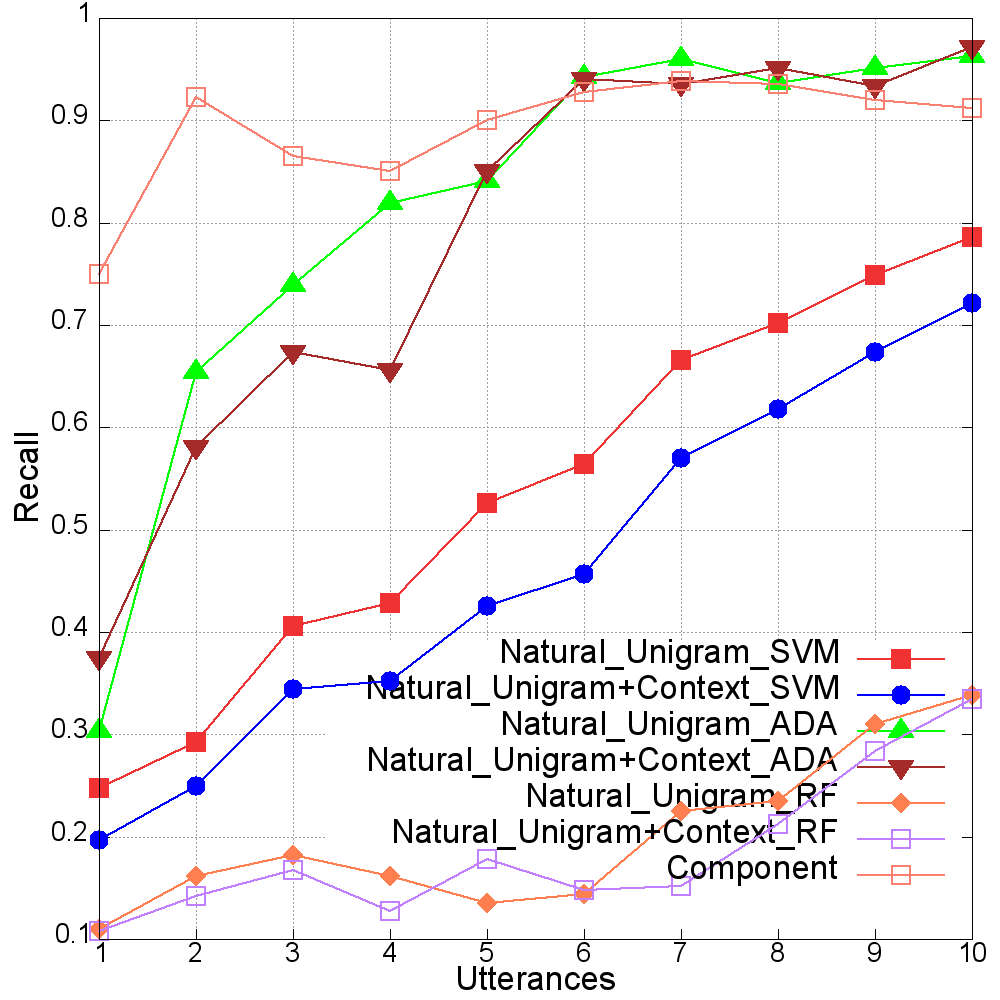 1
0.9
0.8
0.7
0.6
0.5
0.4
0.3
0.2
0.1
Recall
Natural_Unigram_SVM
Natural_Unigram+Context_SVM
Natural_Unigram_ADA
Natural_Unigram+Context_ADA
Natural_Unigram_RF
Natural_Unigram+Context_RF
Component
1 2 3 4 5 6 7 8 9 10
Utterances